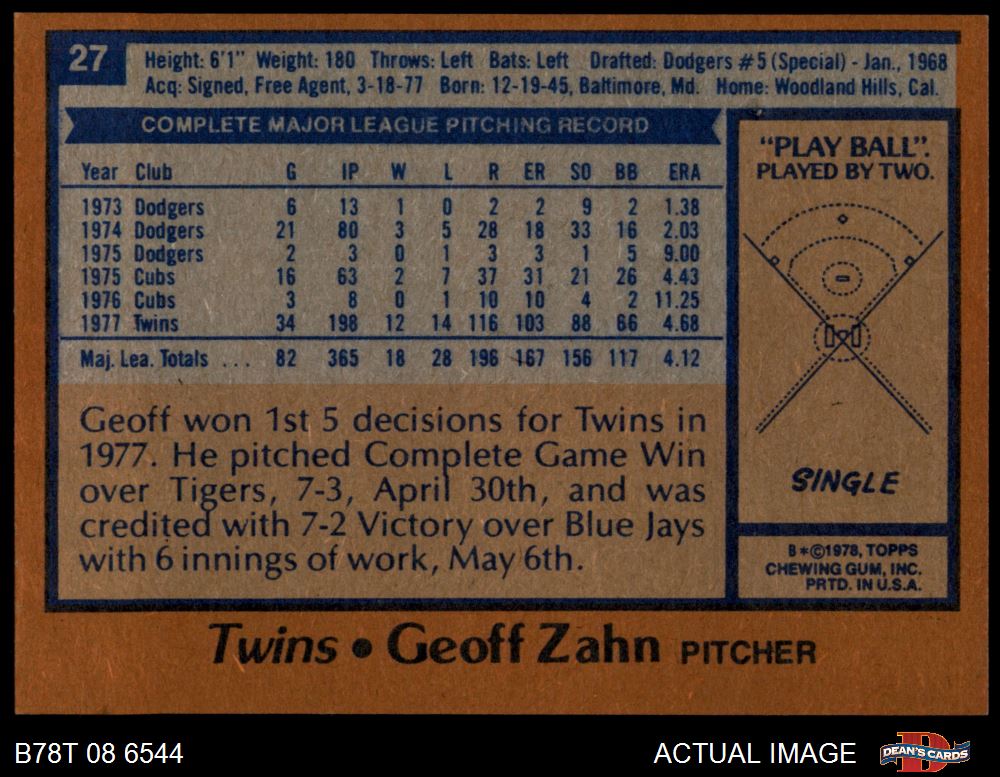 27
Height: 6'1" Weight: 180 Throws: Left Bats: Left Drafted: Dodgers #5 (Special) - Jan., 1968
Acq: Signed, Free Agent, 3-18-77 Born: 12-19-45, Baltimore, Md. Home: Woodland Hills, Cal.
COMPLETE MAJOR LEAGUE PITCHING RECORD
Year Club G IP W L R ER SO BB ERA
1973 Dodgers 6 13 1 0 2 2 9 2 1.38
1974 Dodgers 21 80 3 5 28 18 33 16 2.03
1975 Dodgers 2 3 0 1 3 3 1 5 9.00
1975 Cubs 16 63 2 7 37 31 21 26 4.43
1976 Cubs 3 8 0 1 10 10 4 2 11.25
1977 Twins 34 198 12 14 116 103 88 66 4.68
Maj. Lea. Totals ... 82 365 18 28 196 167 156 117 4.12
Geoff won 1st 5 decisions for Twins in
1977. He pitched Complete Game Win
over Tigers, 7-3, April 30th, and was
credited with 7-2 Victory over Blue Jays
with 6 innings of work, May 6th.
"PLAY BALL".
PLAYED BY TWO.
SINGLE
B*©1978, TOPPS
CHEWING GUM, INC.
PRTD. IN U.S.A.
Twins • Geoff Zahn PITCHER
B78T 08 6544
ACTUAL IMAGE
DEAN'S CARDS